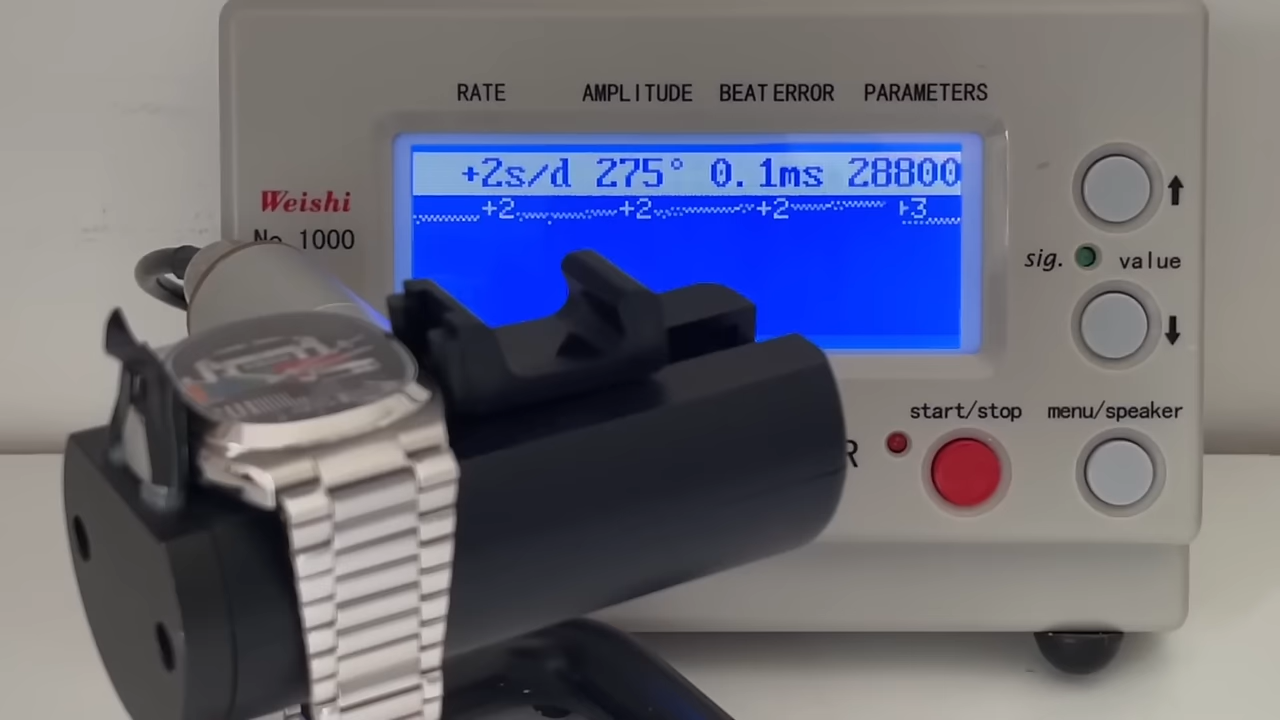 RATE AMPLITUDE BEAT ERROR PARAMETERS
+2s/d 275° 0.1ms 28800
+2 +2 +2 +3
Weishi
No. 1000
sig. value
start/stop menu/speaker
R